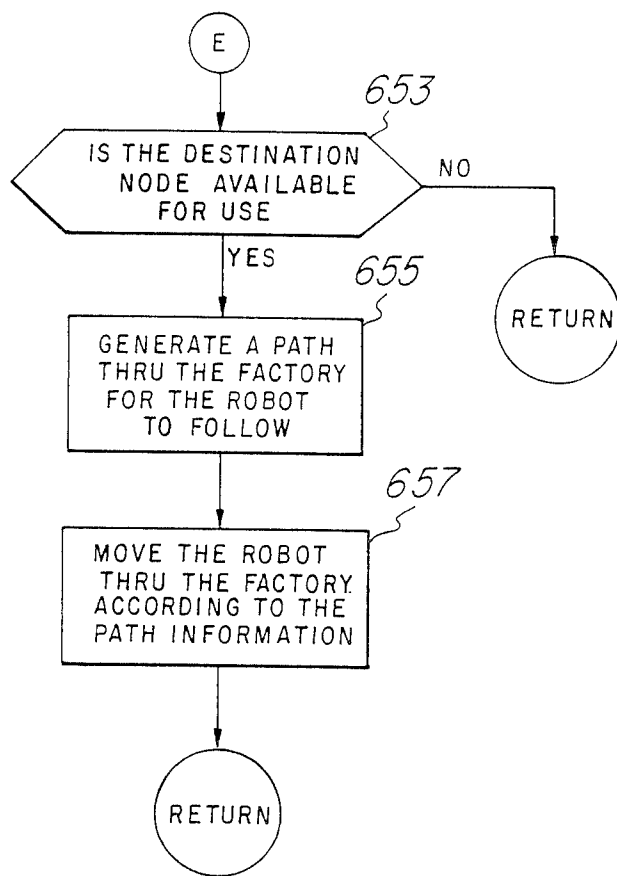 E
653
IS THE DESTINATION
NODE AVAILABLE
FOR USE
NO
YES
655
RETURN
GENERATE A PATH
THRU THE FACTORY
FOR THE ROBOT
TO FOLLOW
657
MOVE THE ROBOT
THRU THE FACTORY
ACCORDING TO THE
PATH INFORMATION
RETURN